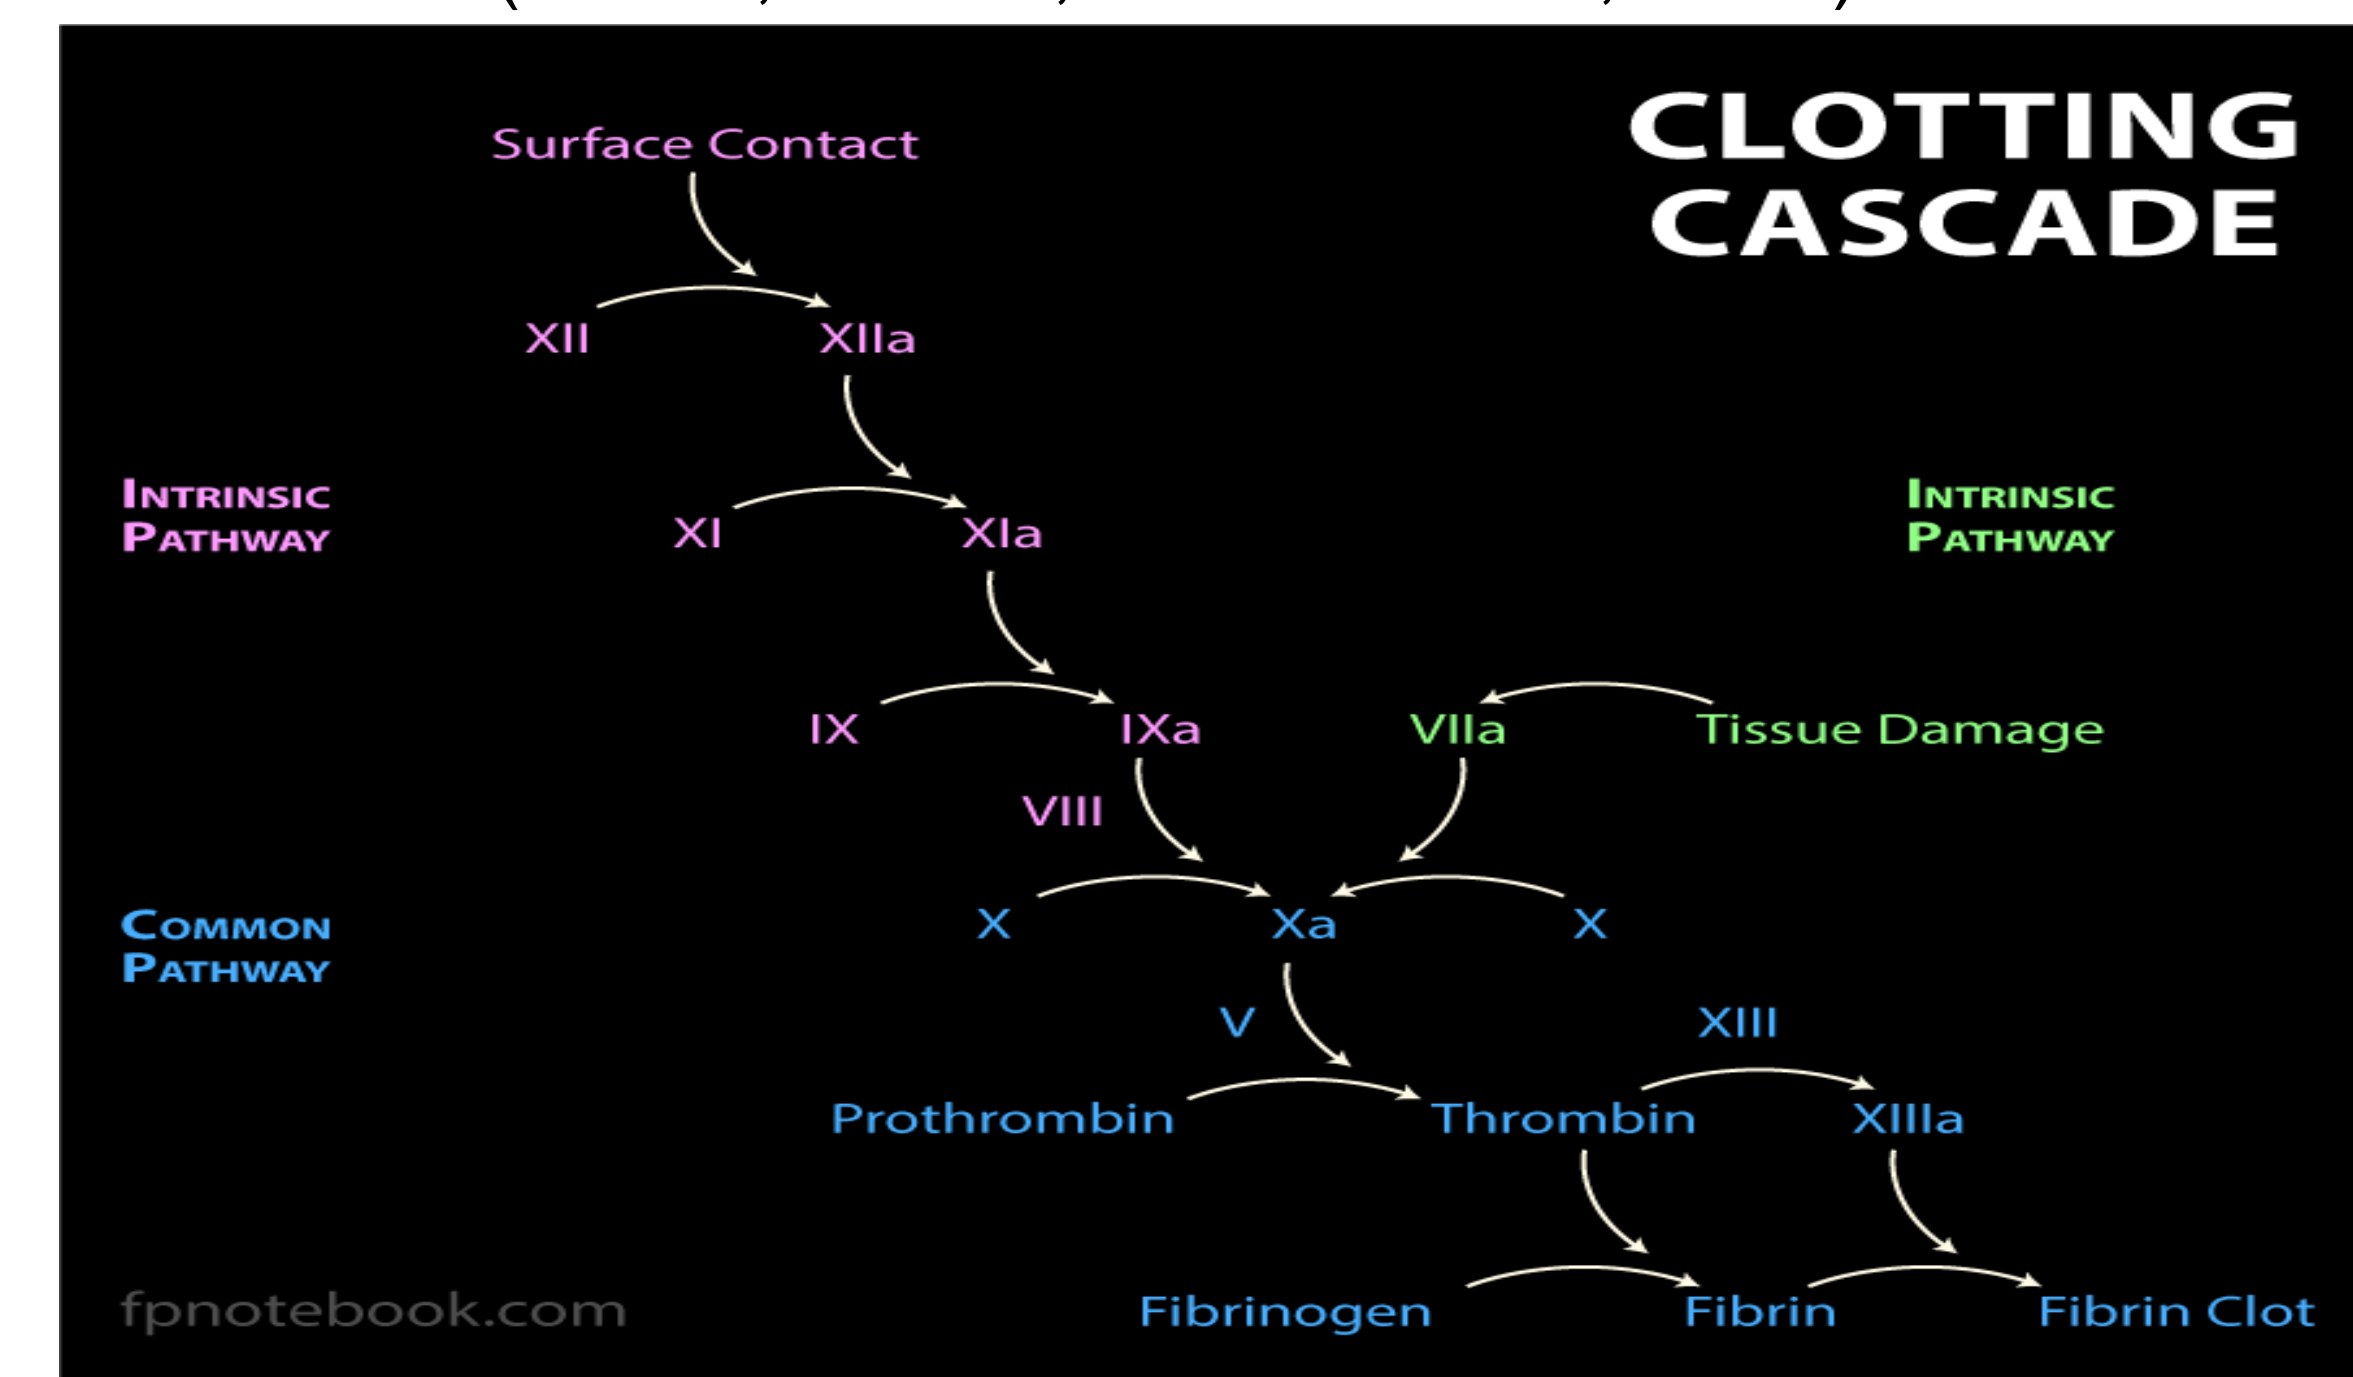 CLOTTING
CASCADE
Surface Contact
XII XIIa
INTRINSIC
PATHWAY
XI XIa
INTRINSIC
PATHWAY
IX IXa VIIa Tissue Damage
VIII
X Xa X
COMMON
PATHWAY
V XIII
Prothrombin Thrombin XIIIa
Fibrinogen Fibrin Fibrin Clot
fpnotebook.com